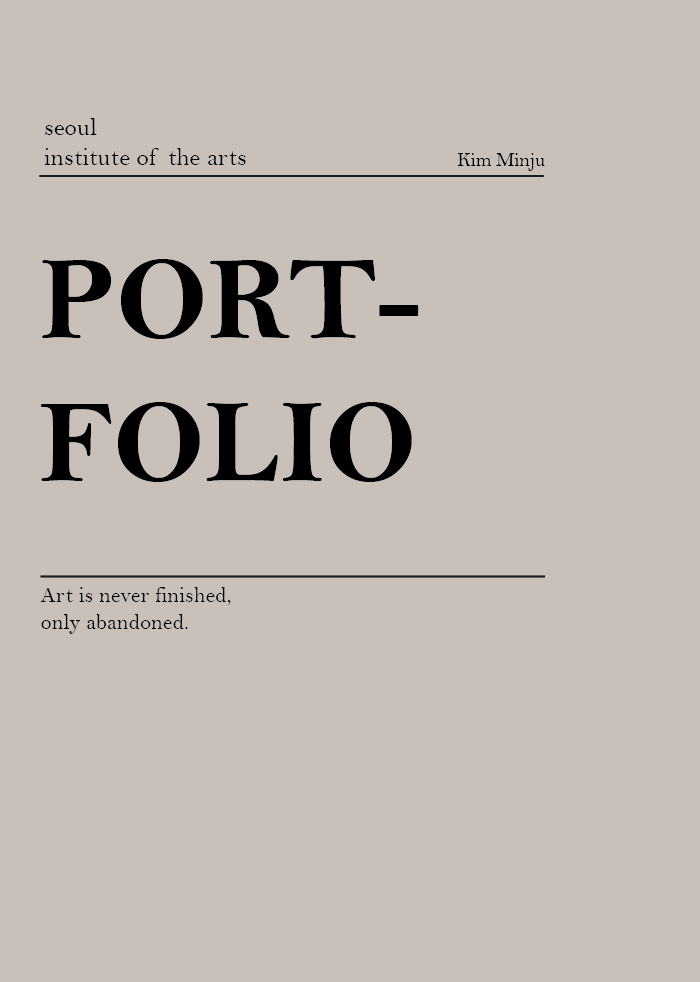 seoul
institute of the arts
Kim Minju
PORT-
FOLIO
Art is never finished,
only abandoned.